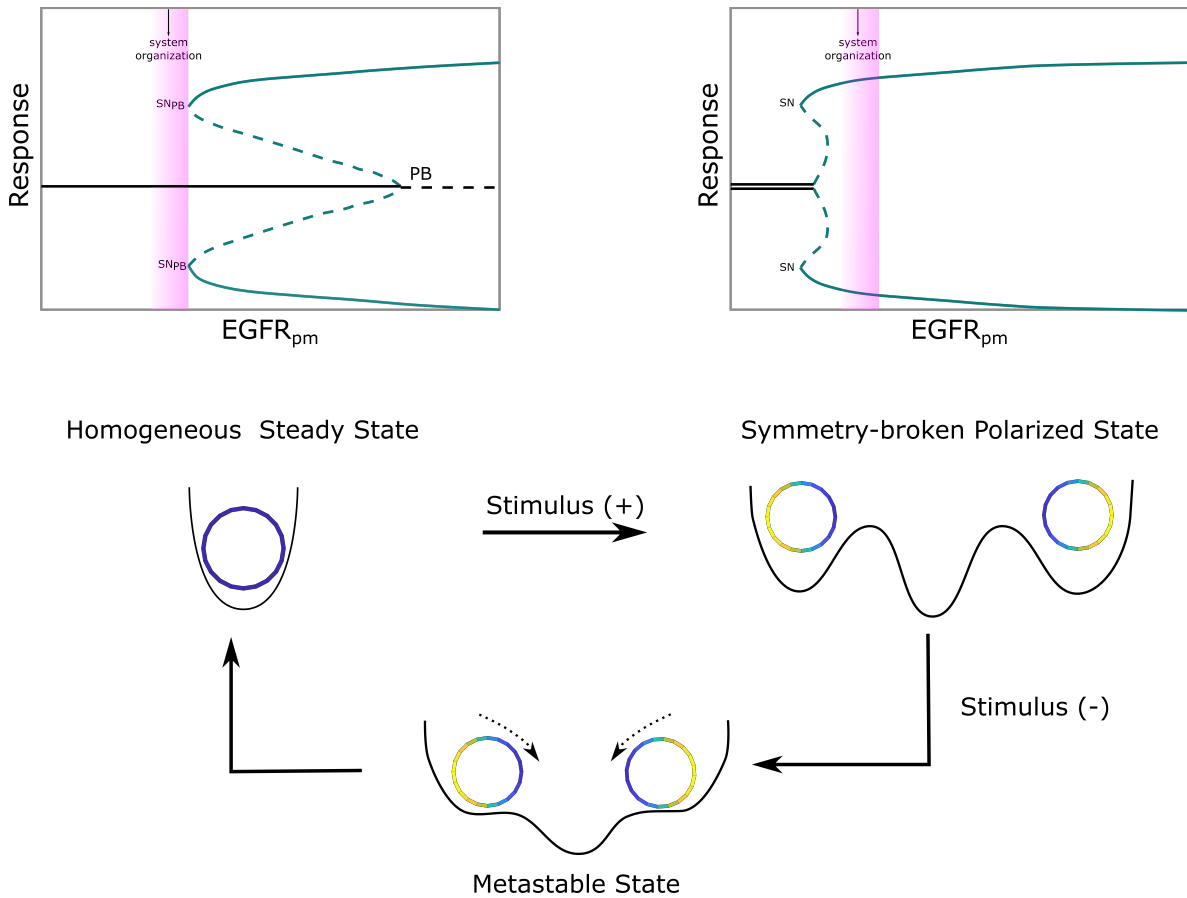 system
organization
Response
SNPB
PB
SNPB
EGFRpm
system
organization
Response
SN
SN
EGFRpm
Homogeneous Steady State
Symmetry-broken Polarized State
Stimulus (+)
Stimulus (-)
Metastable State